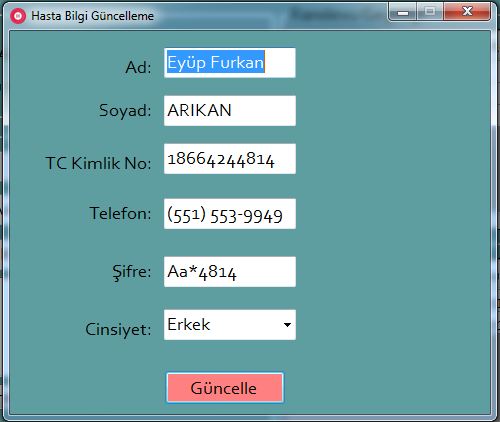 Hasta Bilgi Güncelleme
Ad: Eyüp Furkan
Soyad: ARIKAN
TC Kimlik No: 18664244814
Telefon: (551) 553-9949
Şifre: Aa*4814
Cinsiyet: Erkek
Güncelle